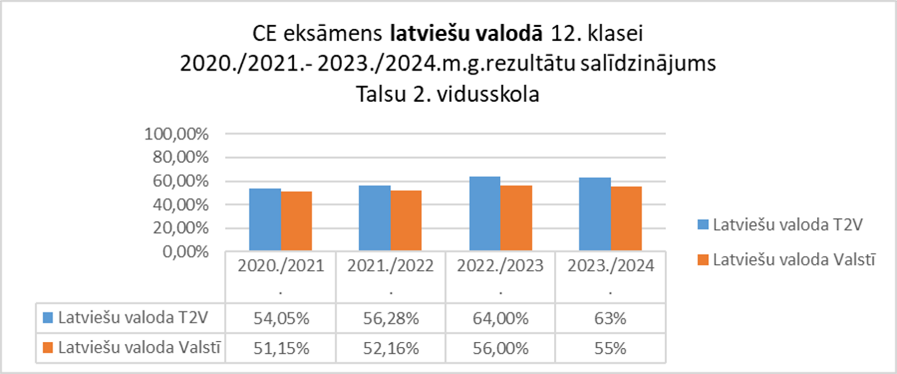 CE eksāmens latviešu valodā 12. klasei
2020./2021.- 2023./2024.m.g.rezultātu salīdzinājums
Talsu 2. vidusskola
100,00%
80,00%
60,00%
40,00%
20,00%
0,00%
2020./2021 . 2021./2022 . 2022./2023 . 2023./2024 .
Latviešu valoda T2V 54,05% 56,28% 64,00% 63%
Latviešu valoda Valstī 51,15% 52,16% 56,00% 55%
Latviešu valoda T2V
Latviešu valoda Valstī